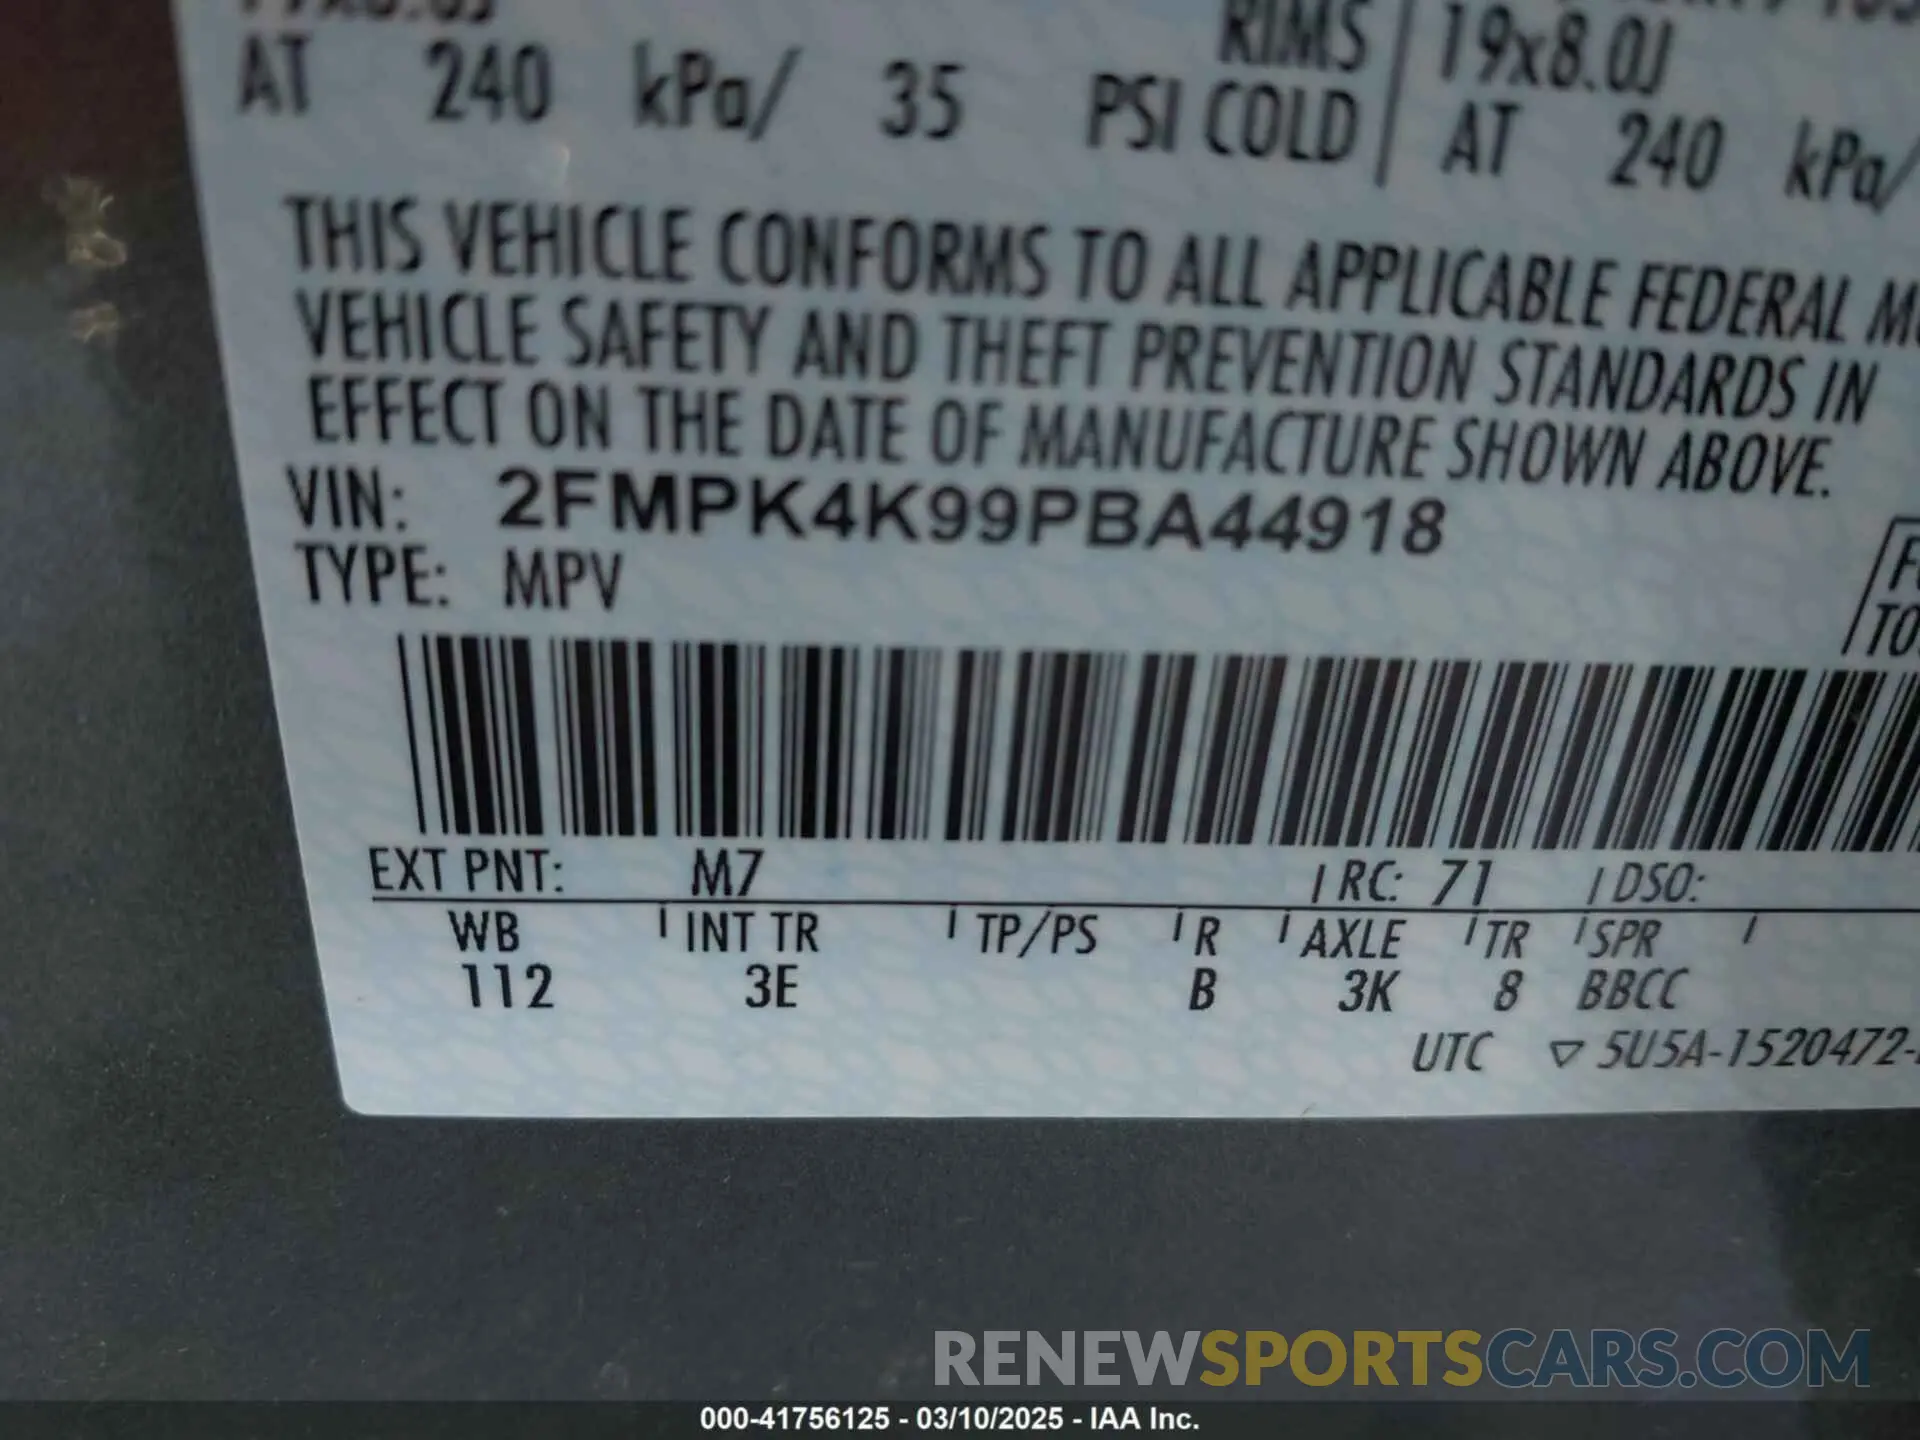 RIMS 19x8.0J
AT 240 kPa/ 35 PSI COLD AT 240 kPa/
THIS VEHICLE CONFORMS TO ALL APPLICABLE FEDERAL
VEHICLE SAFETY AND THEFT PREVENTION STANDARDS IN
EFFECT ON THE DATE OF MANUFACTURE SHOWN ABOVE.
VIN: 2FMPK4K99PBA44918
TYPE: MPV
EXT PNT: M7 RC: 71 DSO:
WB INT TR TP/PS R AXLE TR SPR
112 3E B 3K 8 BBCC
UTC ▽ 5U5A-1520472-
RENEWSPORTSCARS.COM
000-41756125 - 03/10/2025 - IAA Inc.